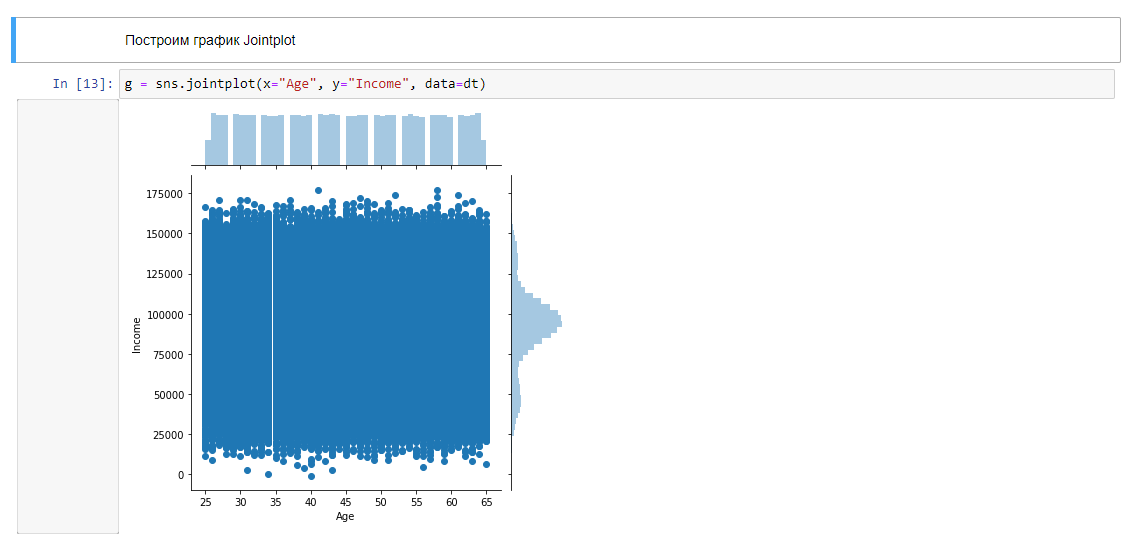 Построим график Jointplot
In [13]: g = sns.jointplot(x="Age", y="Income", data=dt)
175000
150000
125000
100000
75000
50000
25000
0
Income
25 30 35 40 45 50 55 60 65
Age